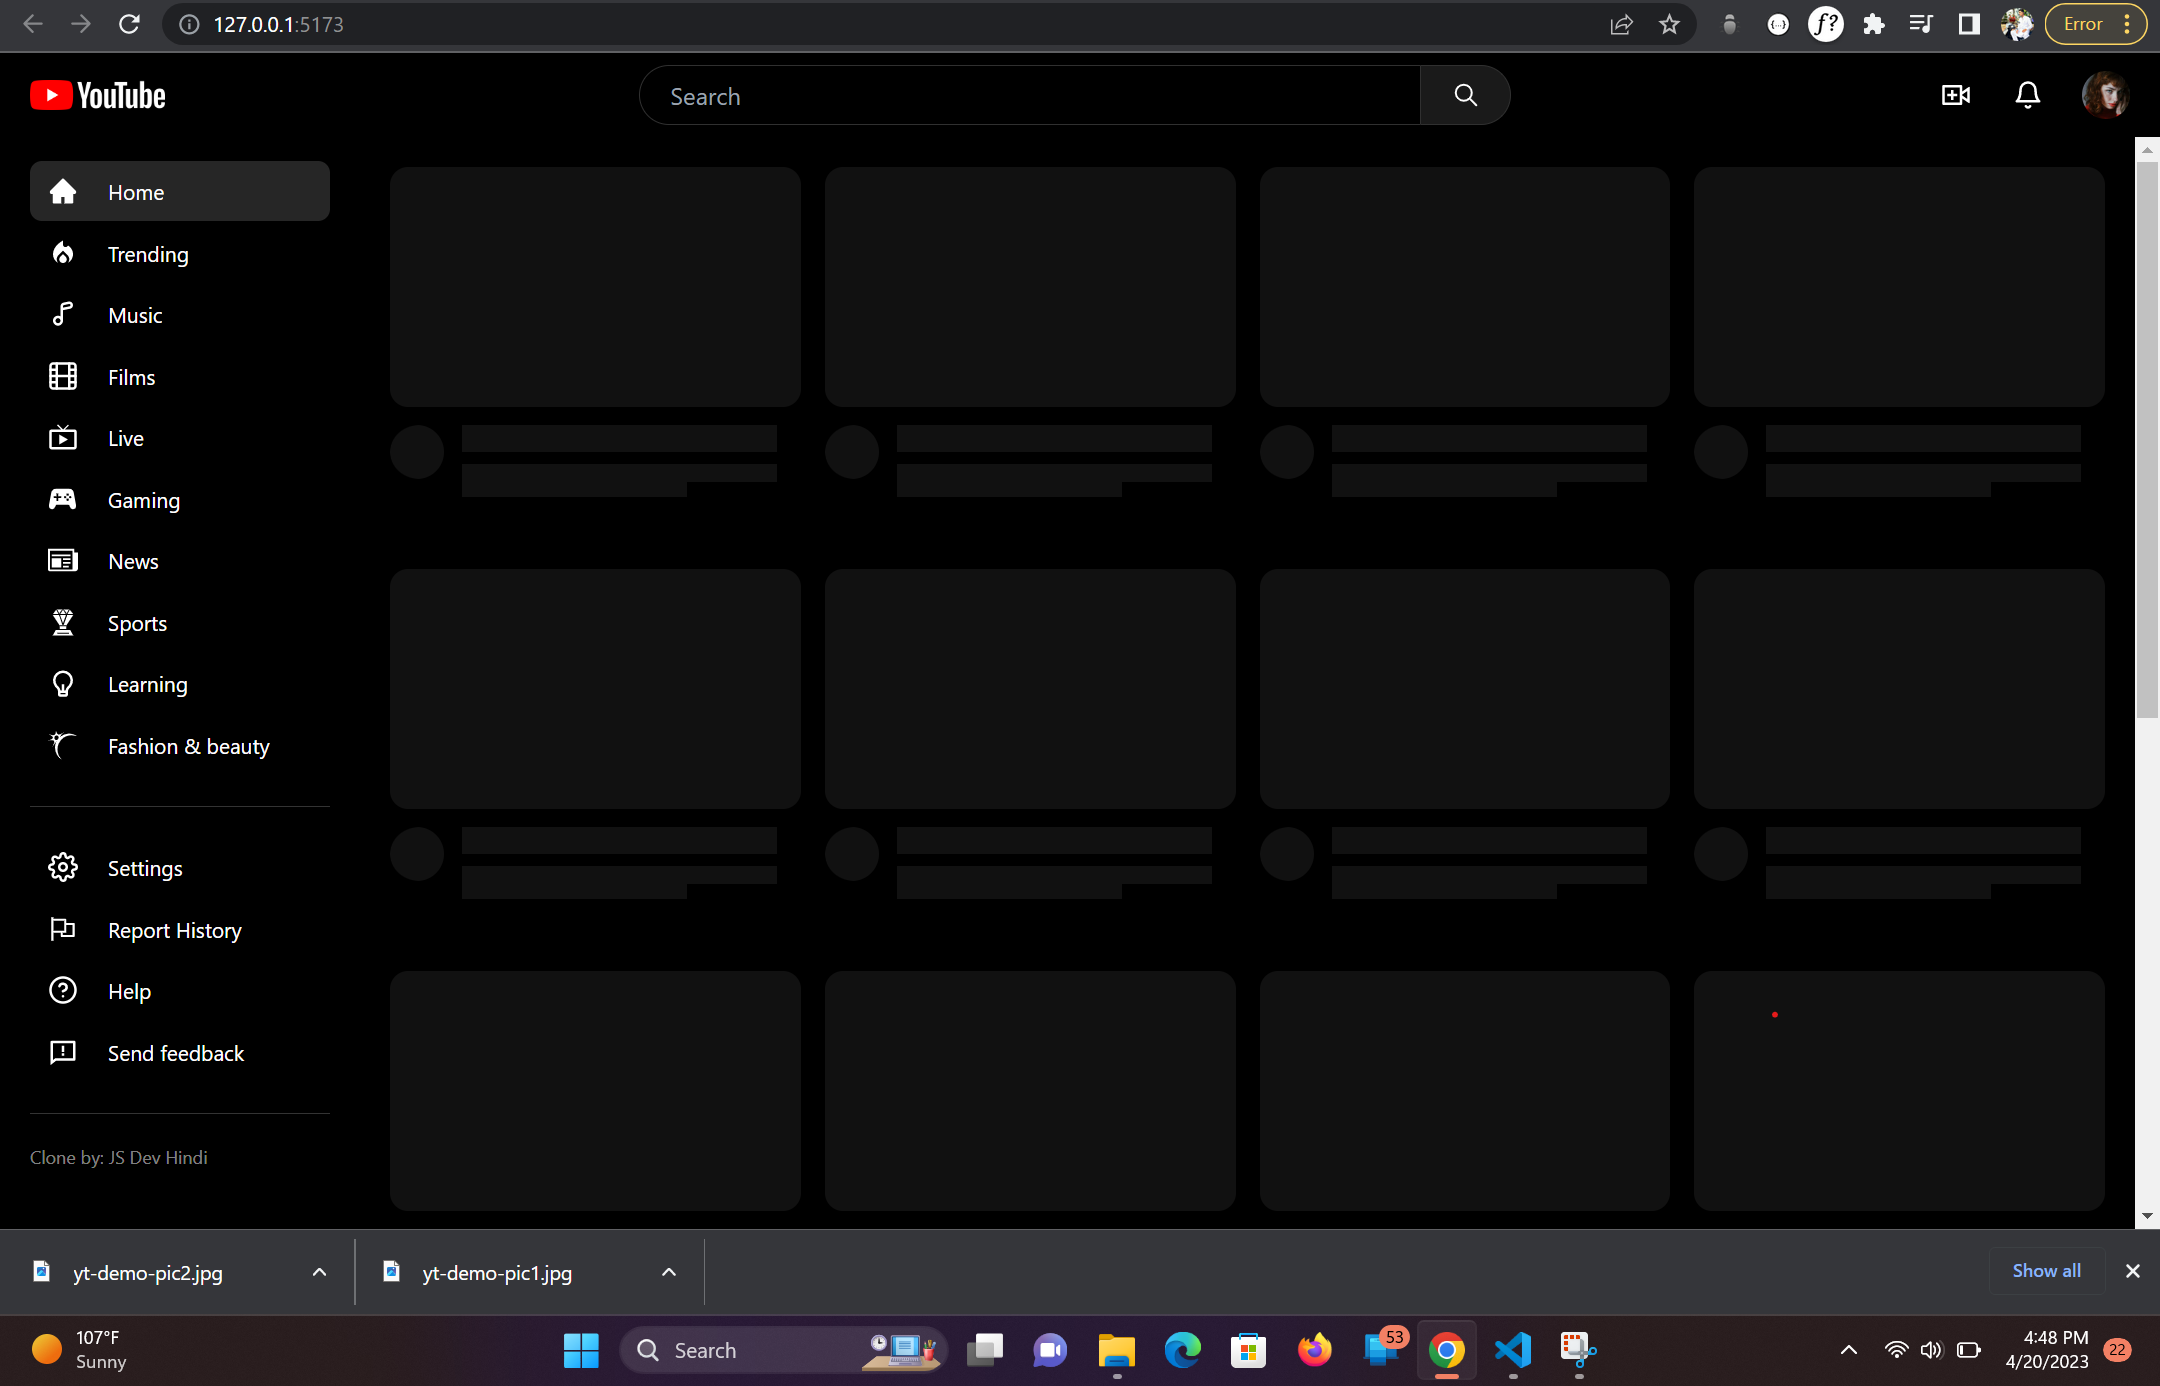 127.0.0.1:5173
Error
YouTube
Search
Home
Trending
Music
Films
Live
Gaming
News
Sports
Learning
Fashion & beauty
Settings
Report History
Help
Send feedback
Clone by: JS Dev Hindi
yt-demo-pic2.jpg
yt-demo-pic1.jpg
Show all
107°F
Sunny
Search
53
4:48 PM
4/20/2023
22
f?